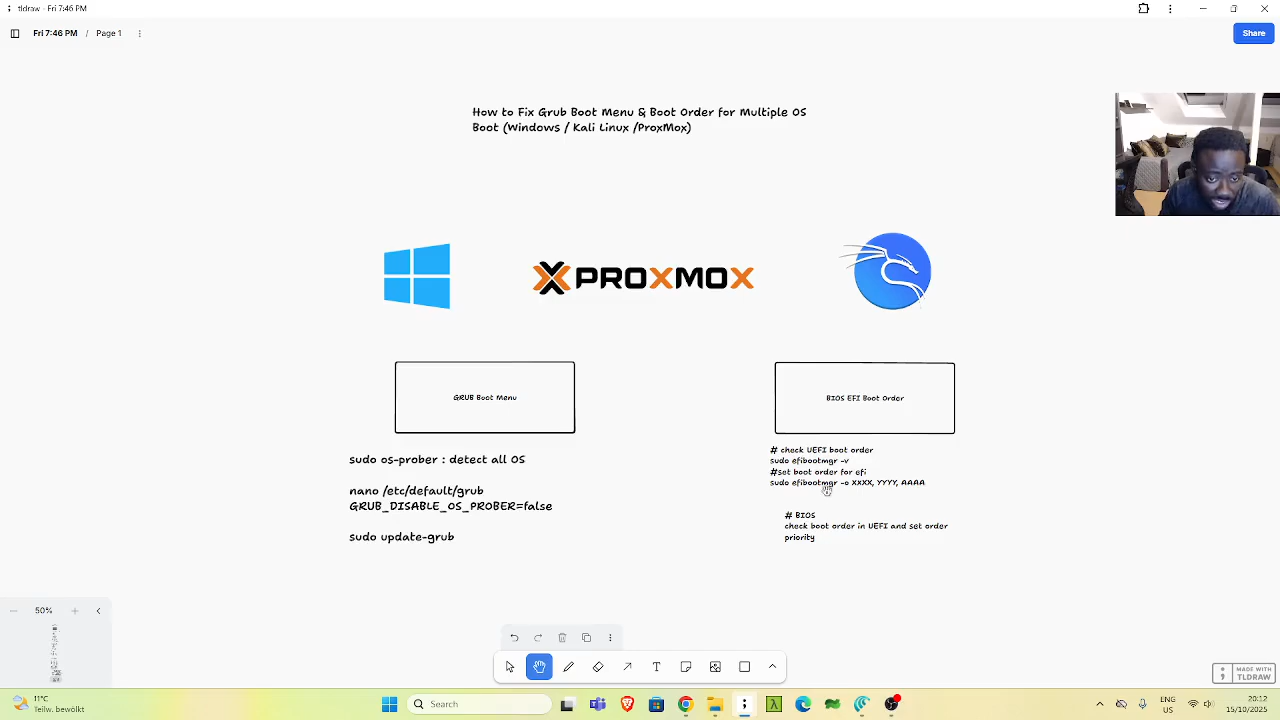 tldraw - Fri 7:46 PM
Fri 7:46 PM / Page 1
Share
How to Fix Grub Boot Menu & Boot Order for Multiple OS
Boot (Windows / Kali Linux /ProxMox)
PROXMOX
GRUB Boot Menu
BIOS EFI Boot Order
sudo os-prober : detect all OS
nano /etc/default/grub
GRUB_DISABLE_OS_PROBER=false
sudo update-grub
# check UEFI boot order
sudo efibootmgr -v
#set boot order for efi
sudo efibootmgr -o XXXX, YYYY, AAAA
# BIOS
check boot order in UEFI and set order
priority
50%
MADE WITH
TLDRAW
11°C
Teilw. bewölkt
Search
ENG
US
20:12
15/10/2025